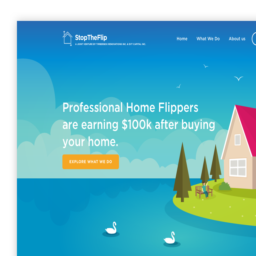 StopTheFlip
Home What We Do About us
Professional Home Flippers
are earning $100k after buying
your home.
EXPLORE WHAT WE DO